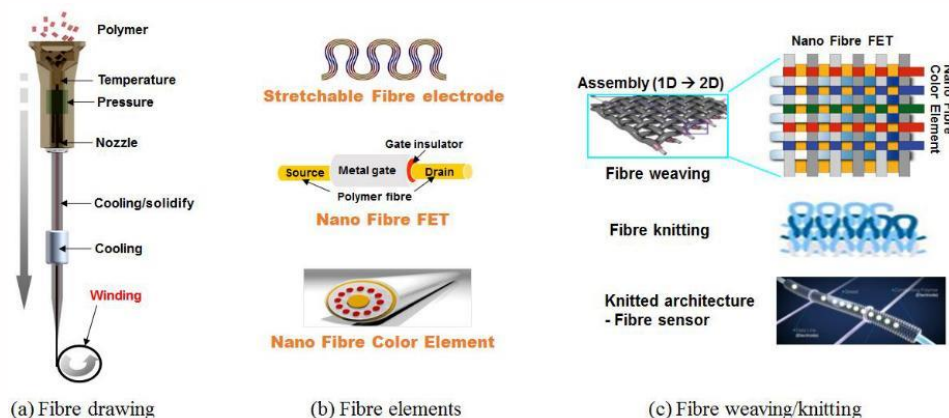 Polymer
Temperature
Pressure
Nozzle
Cooling/solidify
Cooling
Winding
(a) Fibre drawing
Stretchable Fibre electrode
Gate insulator
Source
Metal gate
Drain
Polymer fibre
Nano Fibre FET
Nano Fibre Color Element
(b) Fibre elements
Nano Fibre FET
Nano Fibre
Color Element
Assembly (1D → 2D)
Fibre weaving
Fibre knitting
Knitted architecture
- Fibre sensor
(c) Fibre weaving/knitting